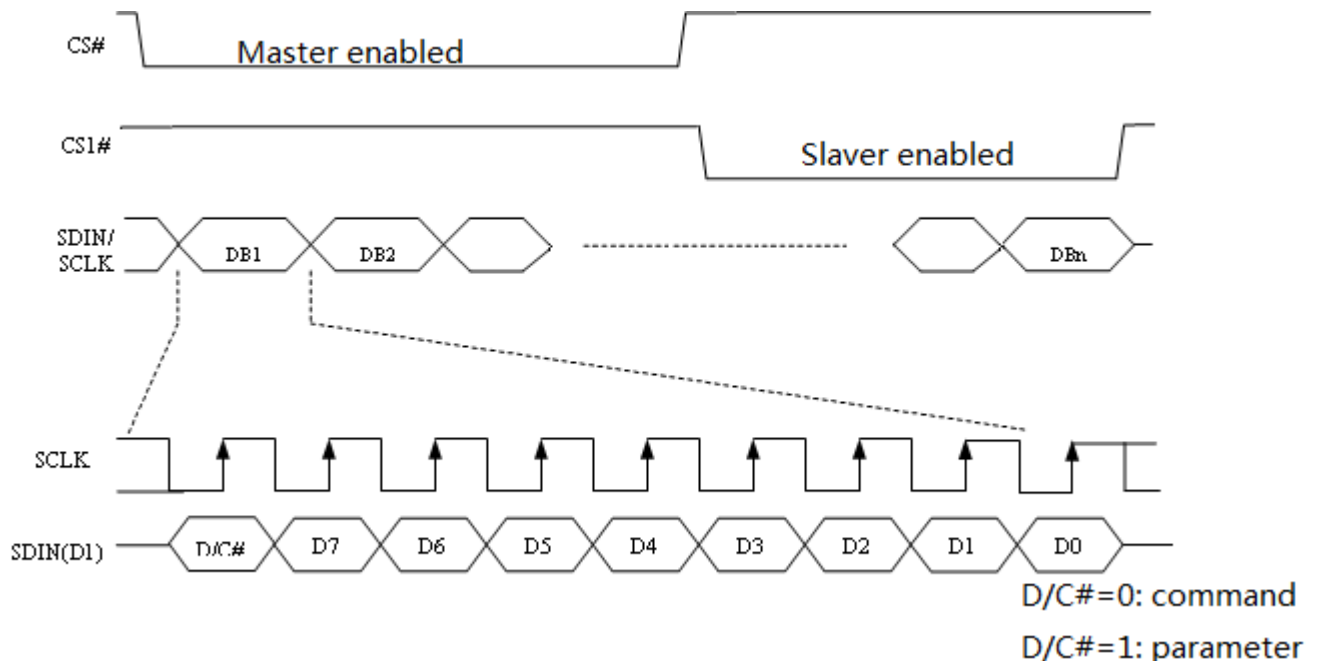 CS#
Master enabled
CS1#
Slaver enabled
SDIN/
SCLK
DB1
DB2
DBn
SCLK
SDIN(D1)
D/C#
D7
D6
D5
D4
D3
D2
D1
D0
D/C#=0: command
D/C#=1: parameter